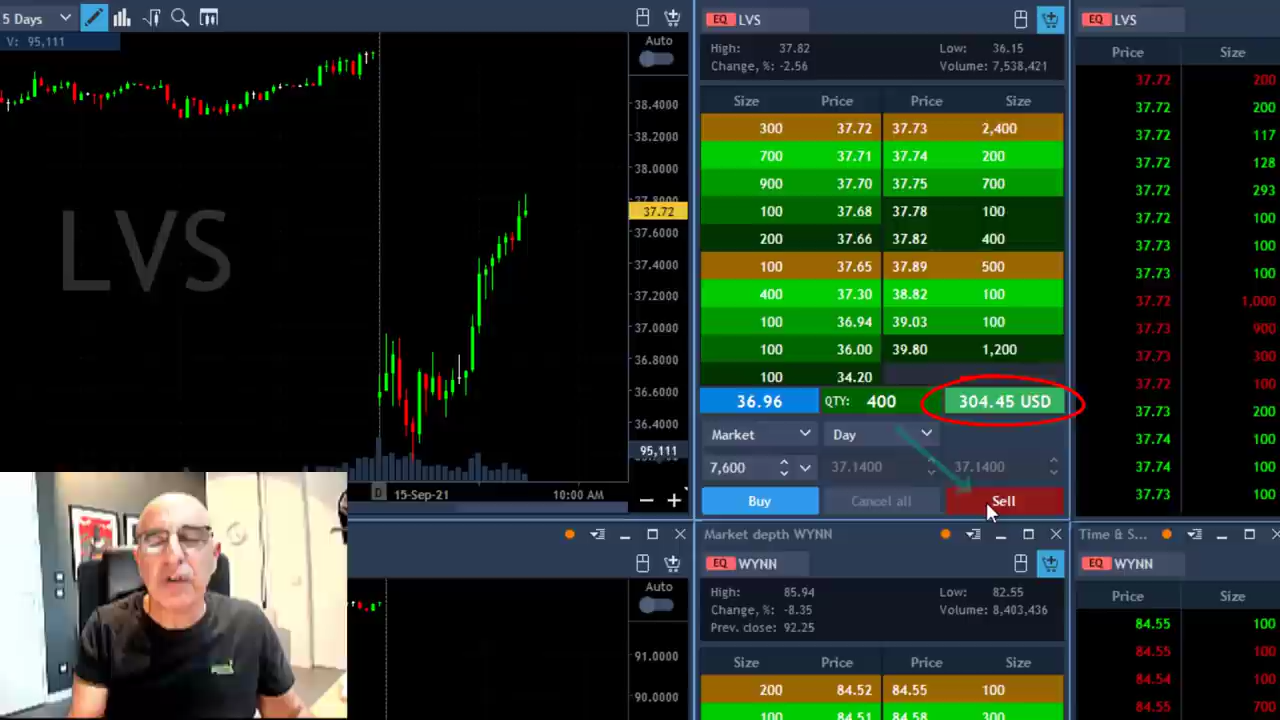 5 Days
V: 95,111
Auto
38.4000
38.2000
38.0000
37.8000
37.72
37.6000
37.4000
37.2000
37.0000
36.8000
36.6000
36.4000
95,111
LVS
D 15-Sep-21 10:00 AM
EQ LVS
High: 37.82 Low: 36.15
Change, %: -2.56 Volume: 7,538,421
Size Price Price Size
300 37.72 37.73 2,400
700 37.71 37.74 200
900 37.70 37.75 700
100 37.68 37.78 100
200 37.66 37.82 400
100 37.65 37.89 500
400 37.30 38.82 100
100 36.94 39.03 100
100 36.00 39.80 1,200
100 34.20
36.96 QTY: 400 304.45 USD
Market Day
7,600 37.1400 37.1400
Buy Cancel all Sell
EQ LVS
Price Size
37.72 200
37.72 200
37.72 117
37.72 128
37.72 293
37.72 100
37.73 100
37.73 100
37.72 1,000
37.73 900
37.73 300
37.72 100
37.73 200
37.74 100
37.74 100
37.73 100
Auto
91.0000
90.0000
Market depth WYNN
EQ WYNN
High: 85.94 Low: 82.55
Change, %: -8.35 Volume: 8,403,436
Prev. close: 92.25
Size Price Price Size
200 84.52 84.55 100
100 84.51 84.58 300
Time & S...
EQ WYNN
Price Size
84.55 100
84.55 100
84.54 100
84.55 700